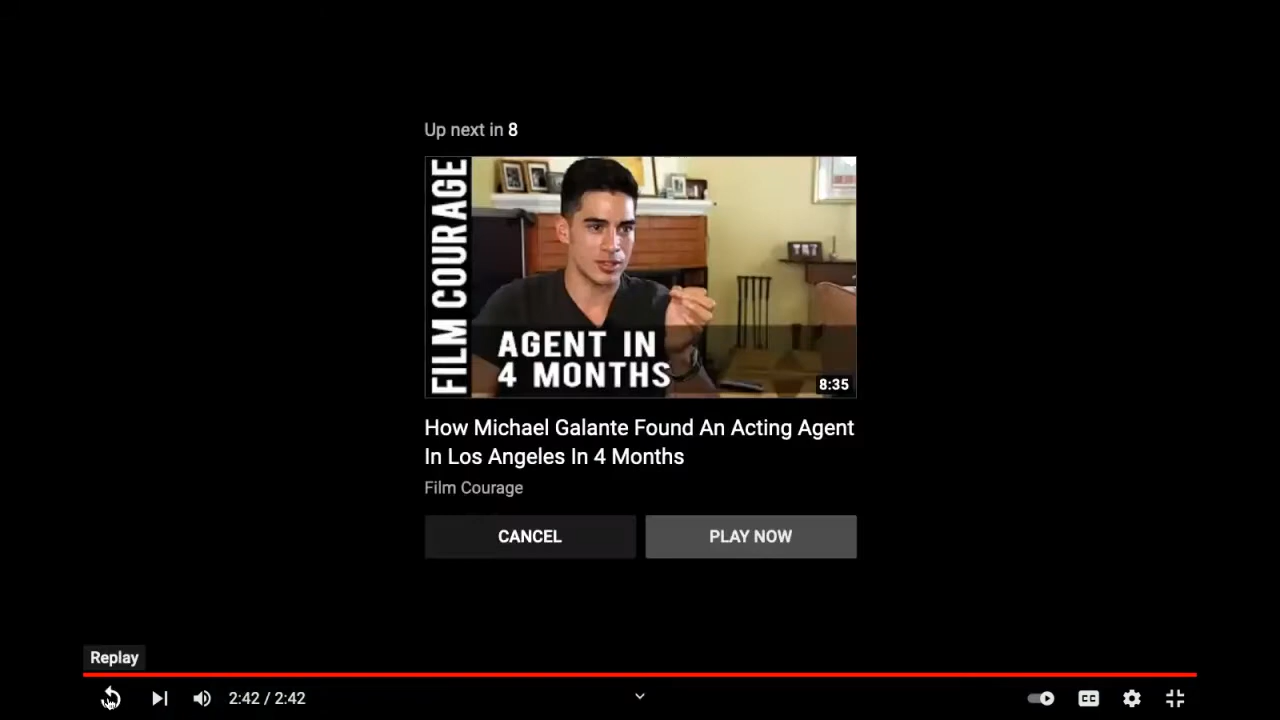 Up next in 8
FILM COURAGE
AGENT IN
4 MONTHS
8:35
How Michael Galante Found An Acting Agent
In Los Angeles In 4 Months
Film Courage
CANCEL
PLAY NOW
Replay
2:42 / 2:42
CC